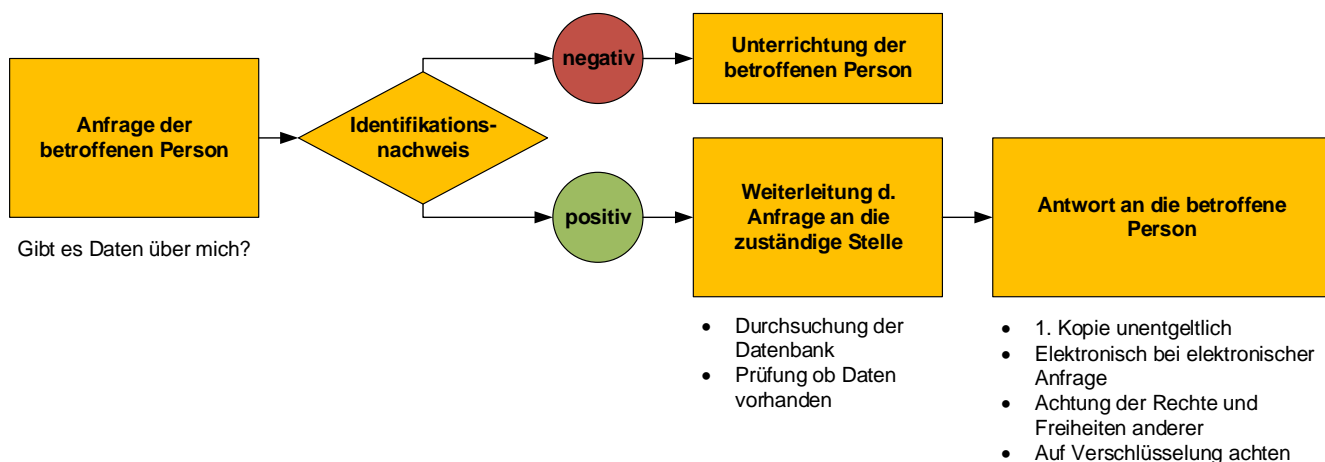 Anfrage der
betroffenen Person
Gibt es Daten über mich?
Identifikations-
nachweis
negativ
Unterrichtung der
betroffenen Person
positiv
Weiterleitung d.
Anfrage an die
zuständige Stelle
• Durchsuchung der
Datenbank
• Prüfung ob Daten
vorhanden
Antwort an die betroffene
Person
• 1. Kopie unentgeltlich
• Elektronisch bei elektronischer
Anfrage
• Achtung der Rechte und
Freiheiten anderer
• Auf Verschlüsselung achten